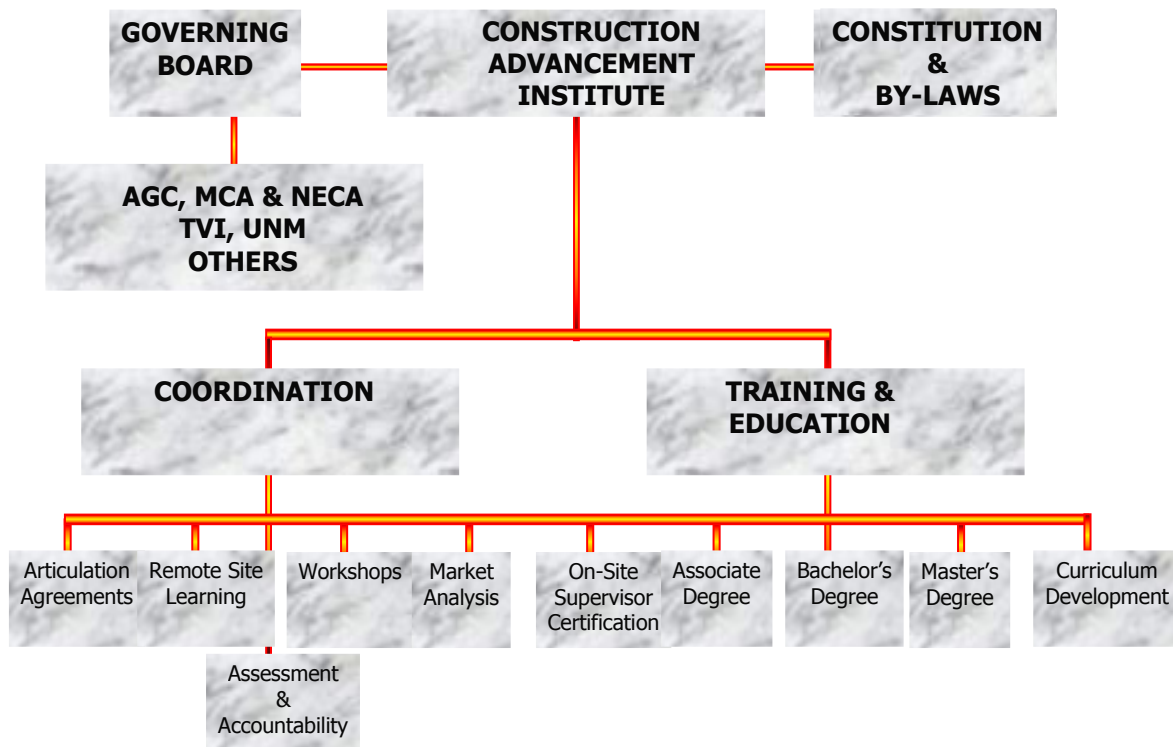 GOVERNING
BOARD
CONSTRUCTION
ADVANCEMENT
INSTITUTE
CONSTITUTION
&
BY-LAWS
AGC, MCA & NECA
TVI, UNM
OTHERS
COORDINATION
TRAINING &
EDUCATION
Articulation
Agreements
Remote Site
Learning
Workshops
Market
Analysis
On-Site
Supervisor
Certification
Associate
Degree
Bachelor's
Degree
Master's
Degree
Curriculum
Development
Assessment
&
Accountability